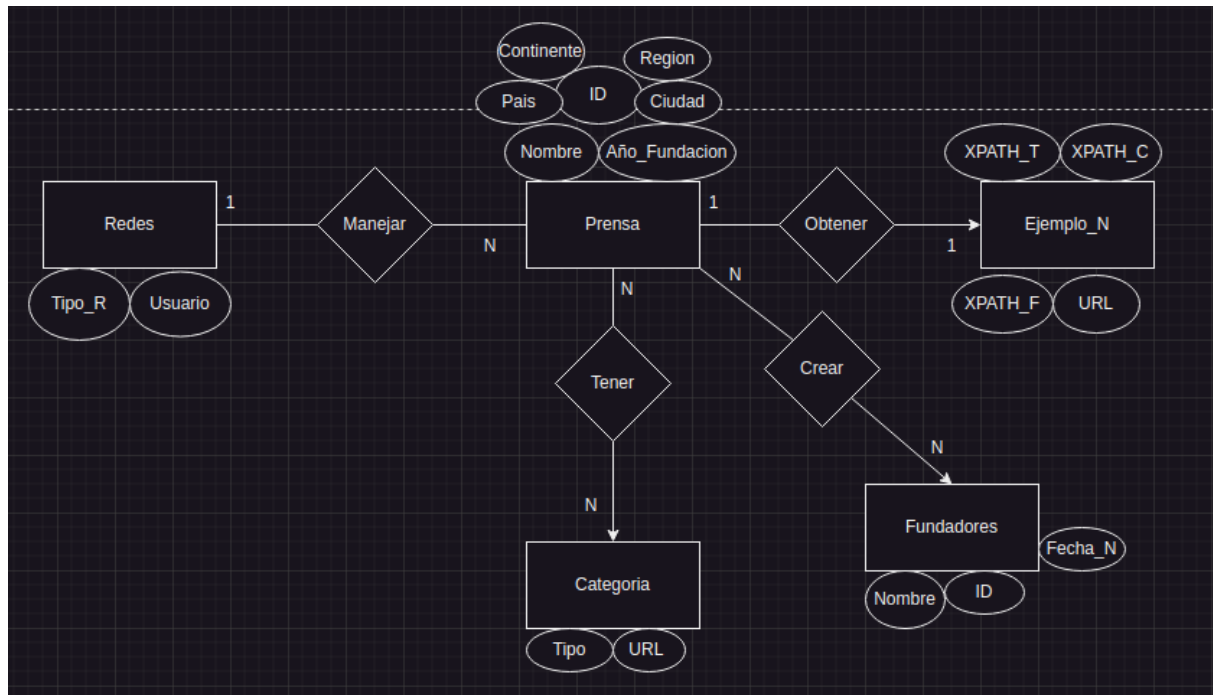 Continente
Region
ID
Pais
Ciudad
Nombre
Año_Fundacion
XPATH_T
XPATH_C
Redes
1
Manejar
N
Prensa
1
Obtener
1
Ejemplo_N
Tipo_R
Usuario
XPATH_F
URL
N
N
Tener
Crear
N
N
Fundadores
Fecha_N
Nombre
ID
Categoria
Tipo
URL